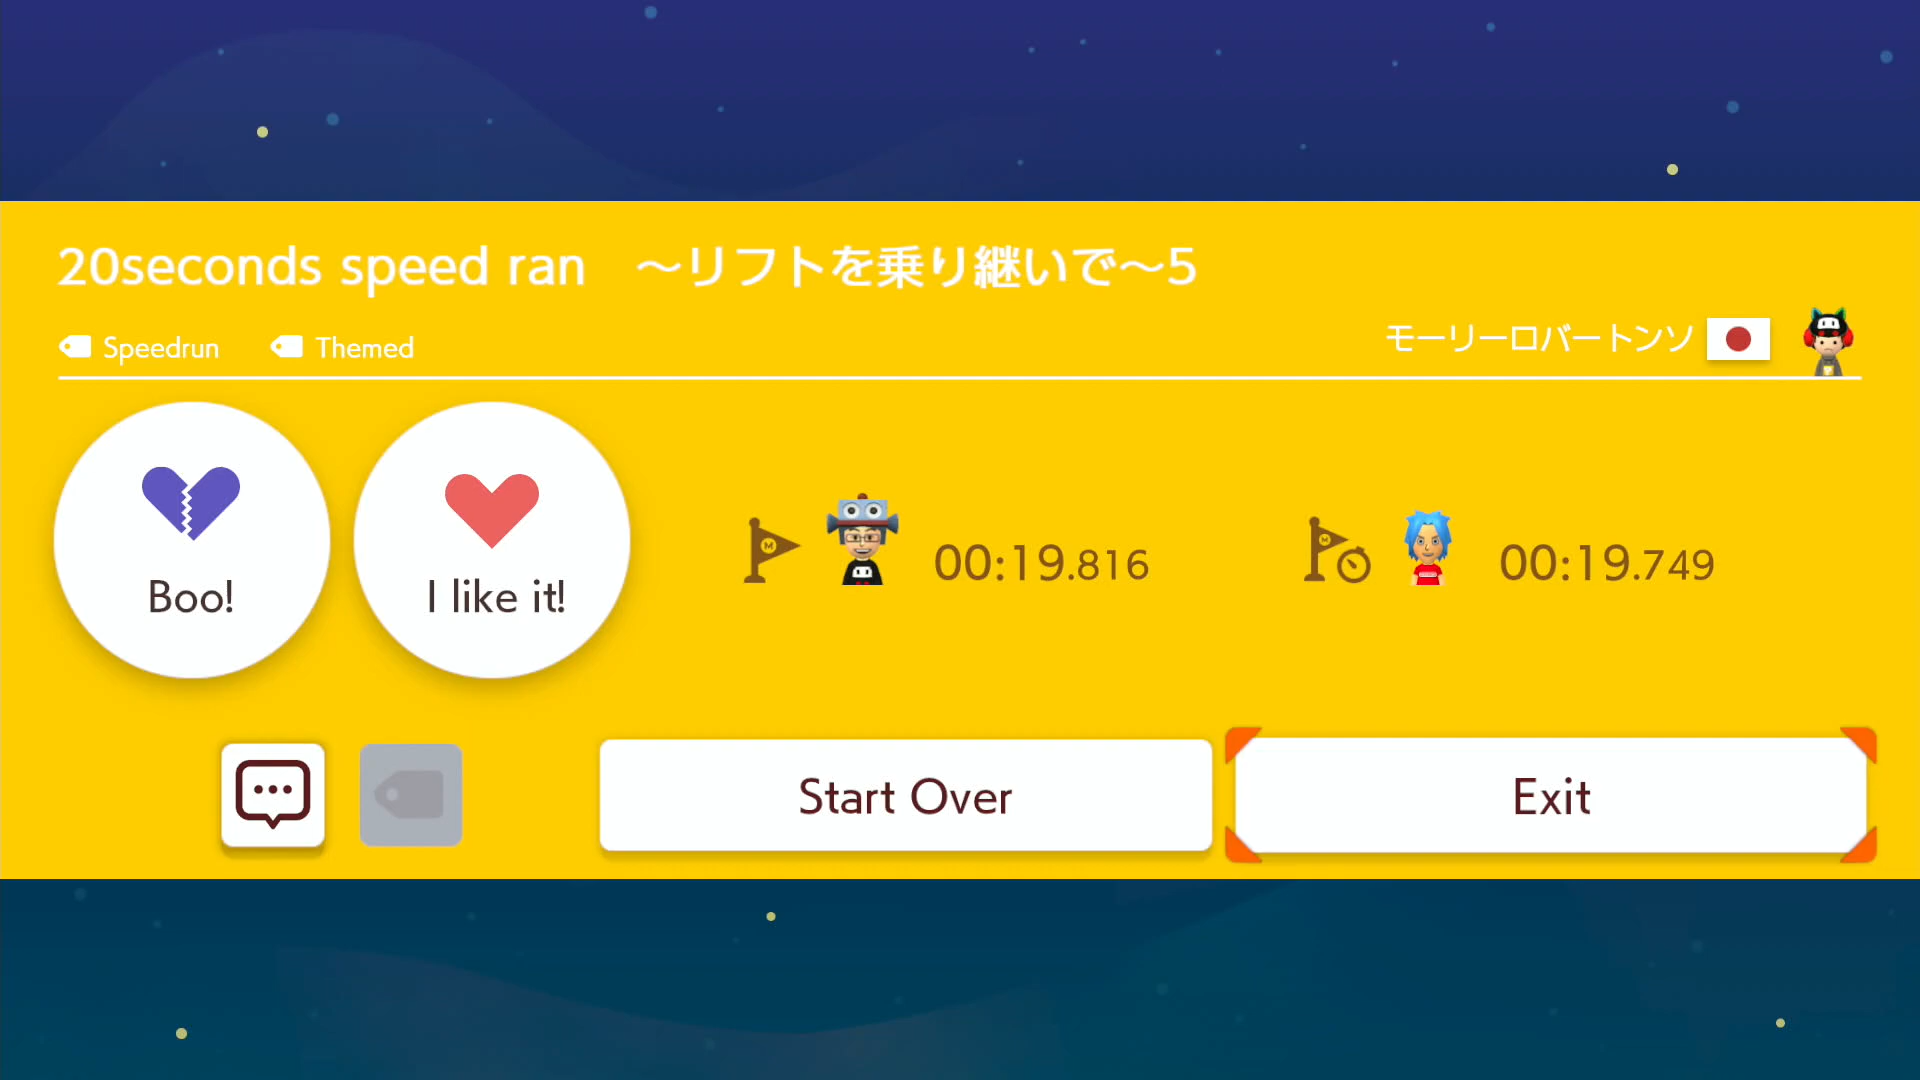 20seconds speed ran　～リフトを乗り継いで～5
Speedrun Themed
モーリーロバートンソ
Boo!
I like it!
M 00:19.816
M 00:19.749
Start Over
Exit